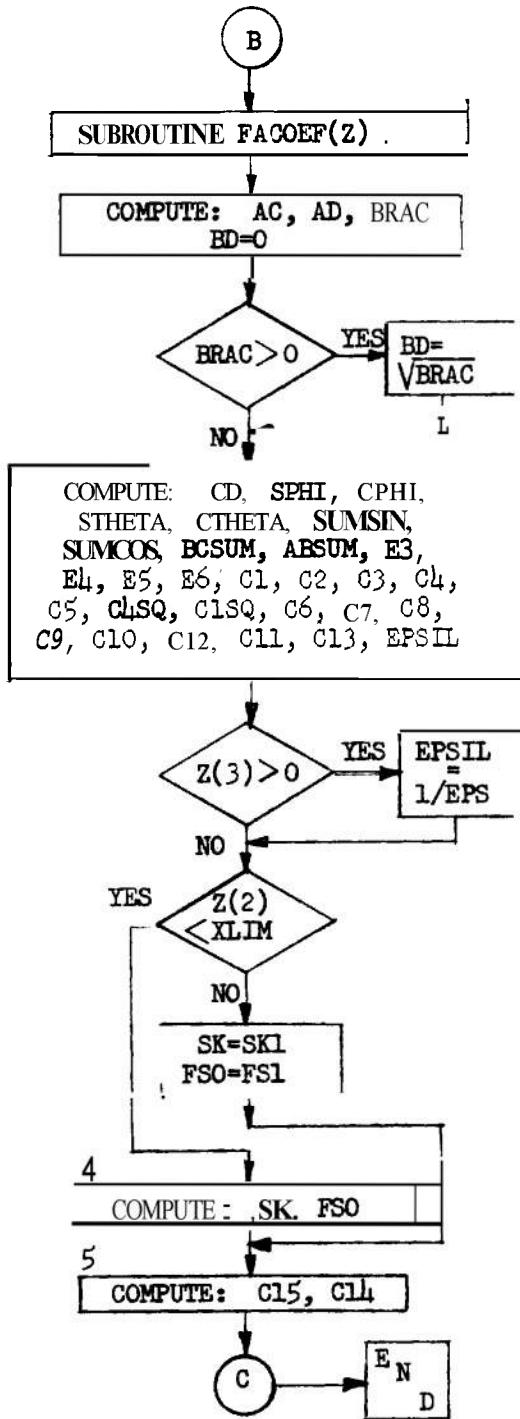 B
SUBROUTINE FACOEF(Z) .
COMPUTE: AC, AD, BRAC
BD=0
BRAC>0
YES
BD=
√BRAC
L
NO
COMPUTE: CD, SPHI, CPHI,
STHETA, CTHETA, SUMSIN,
SUMCOS, BCSUM, ABSUM, E3,
E4, E5, E6, C1, C2, C3, C4,
C5, C4SQ, C1SQ, C6, C7, C8,
C9, C10, C12, C11, C13, EPSIL
Z(3)>0
YES
EPSIL
=
1/EPS
NO
YES
Z(2)
<XLIM
NO
SK=SK1
FSO=FS1
4
COMPUTE: SK. FSO
5
COMPUTE: C15, C14
C
END